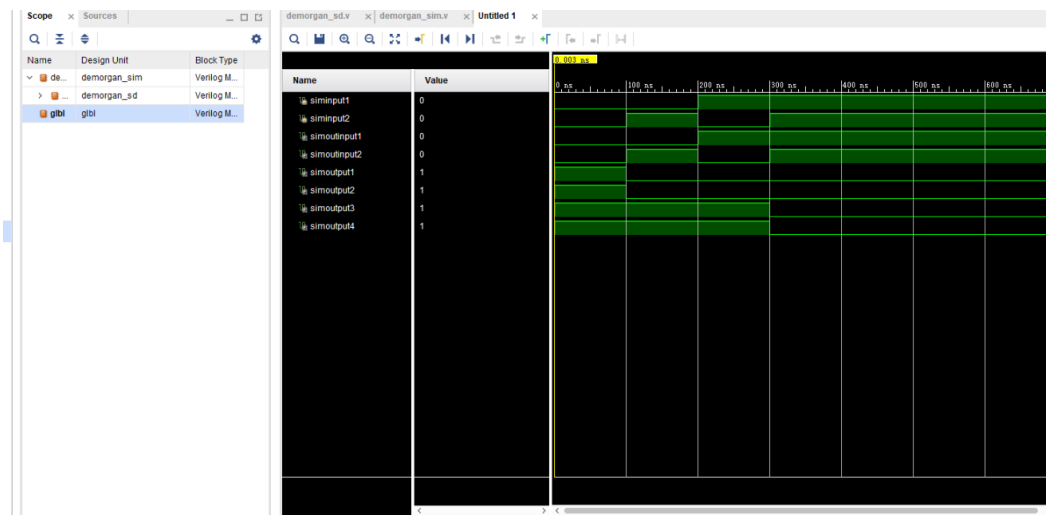 Scope × Sources
demorgan_sd.v × demorgan_sim.v × Untitled 1 ×
Name Design Unit Block Type
de... demorgan_sim Verilog M...
... demorgan_sd Verilog M...
glbl glbl Verilog M...
0.003 ns
Name Value
0 ns 100 ns 200 ns 300 ns 400 ns 500 ns 600 ns
siminput1 0
siminput2 0
simoutinput1 0
simoutinput2 0
simoutput1 1
simoutput2 1
simoutput3 1
simoutput4 1